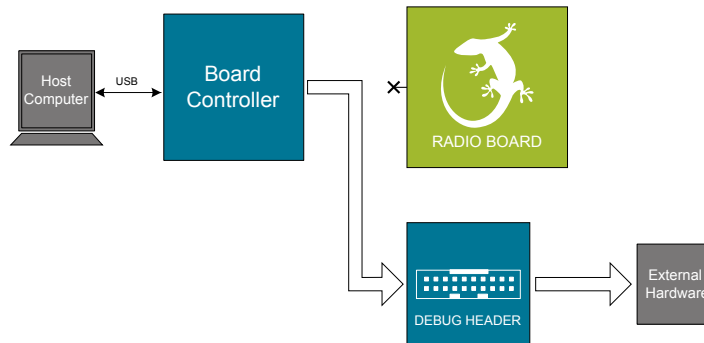 Host
Computer
USB
Board
Controller
RADIO BOARD
DEBUG HEADER
External
Hardware